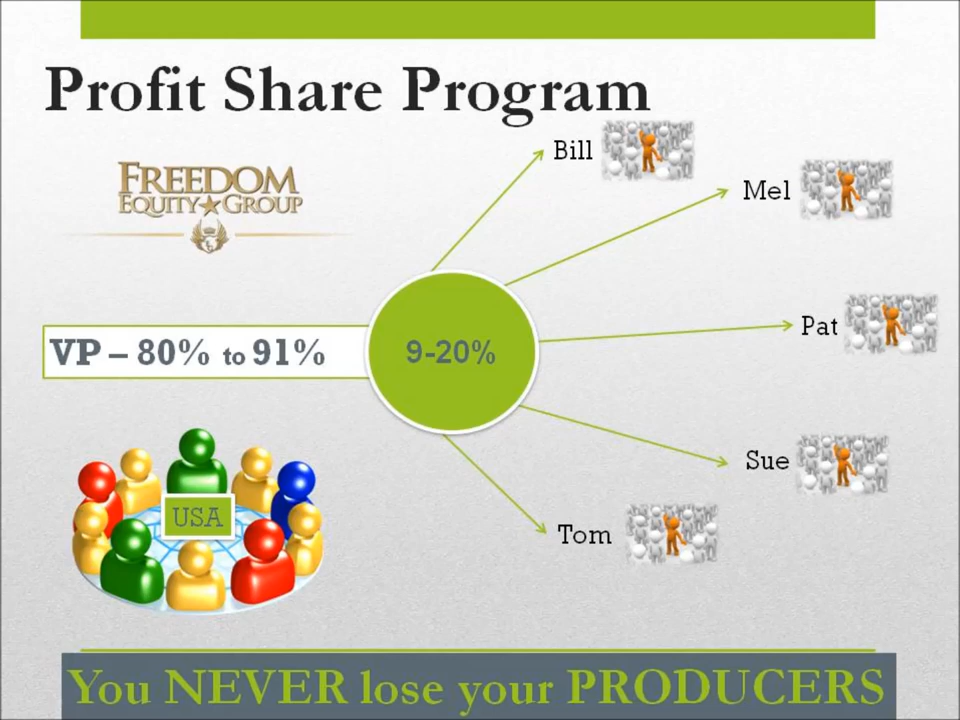 Profit Share Program
FREEDOM
EQUITY★GROUP
Bill
Mel
VP – 80% to 91%
9-20%
Pat
Sue
USA
Tom
You NEVER lose your PRODUCERS